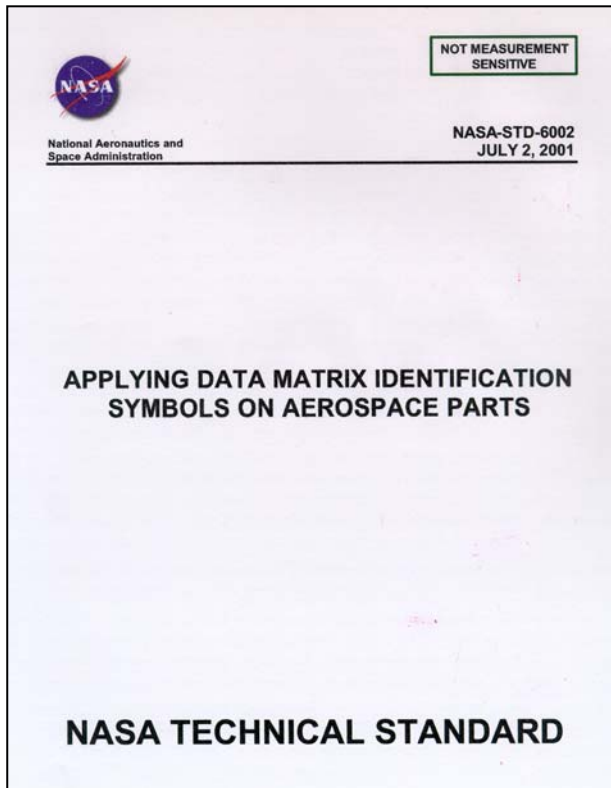 NOT MEASUREMENT
SENSITIVE
NASA
National Aeronautics and
Space Administration
NASA-STD-6002
JULY 2, 2001
APPLYING DATA MATRIX IDENTIFICATION
SYMBOLS ON AEROSPACE PARTS
NASA TECHNICAL STANDARD